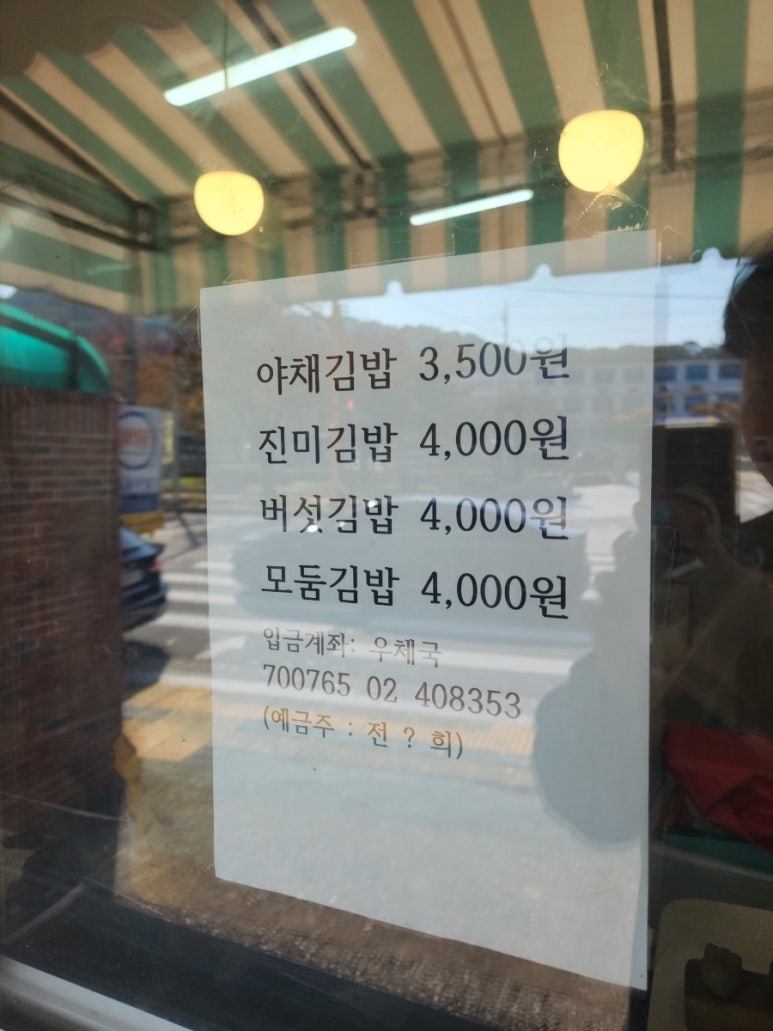 야채김밥 3,500원
진미김밥 4,000원
버섯김밥 4,000원
모둠김밥 4,000원
입금계좌: 우체국
700765 02 408353
(예금주 : 전 ? 희)